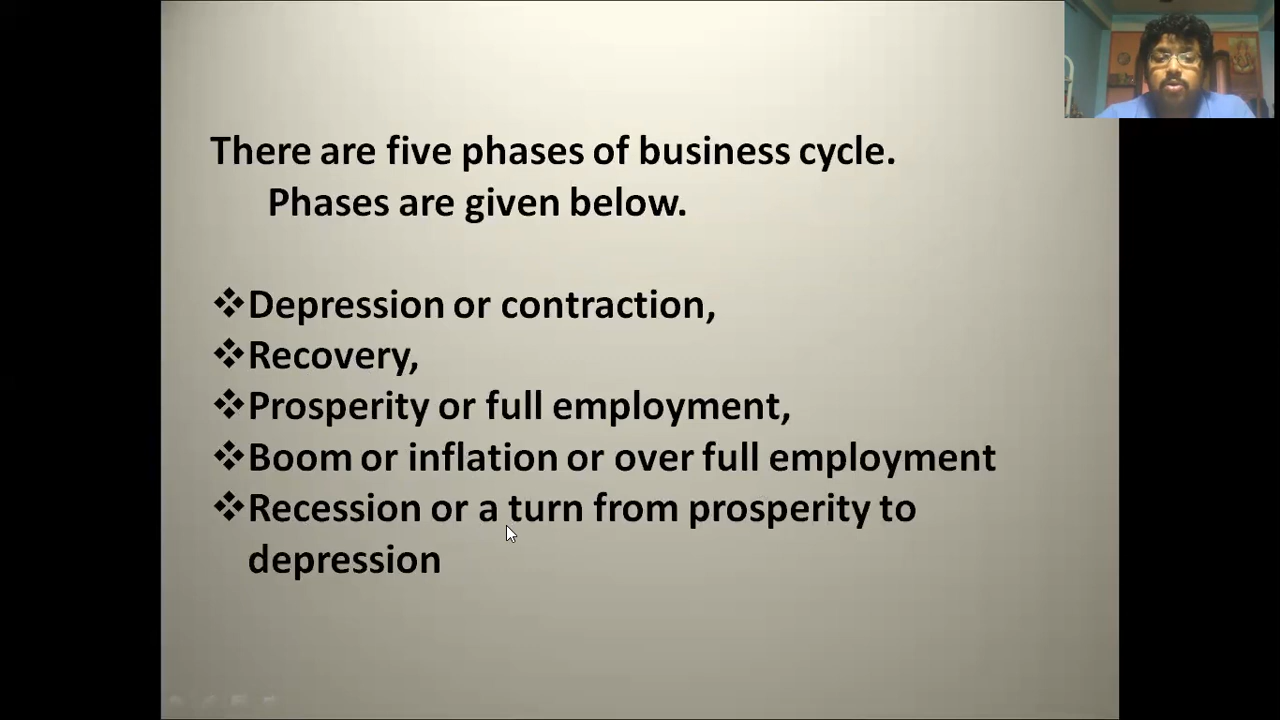 There are five phases of business cycle.
Phases are given below.
❖Depression or contraction,
❖Recovery,
❖Prosperity or full employment,
❖Boom or inflation or over full employment
❖Recession or a turn from prosperity to
depression